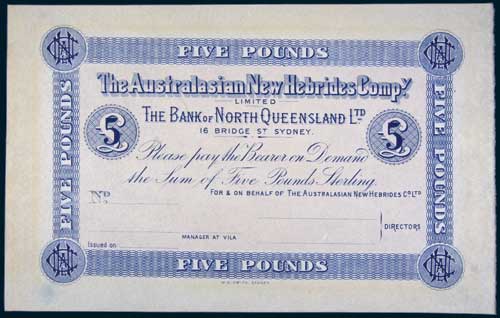 FIVE POUNDS
The Australasian New Hebrides Compy
LIMITED
THE BANK OF NORTH QUEENSLAND LTD
16 BRIDGE ST SYDNEY.
£5
£5
Please pay the Bearer on Demand
the Sum of Five Pounds Sterling.
FOR & ON BEHALF OF THE AUSTRALASIAN NEW HEBRIDES CO LTD
No
DIRECTORS
MANAGER AT VILA
Issued on
FIVE POUNDS
FIVE POUNDS
FIVE POUNDS